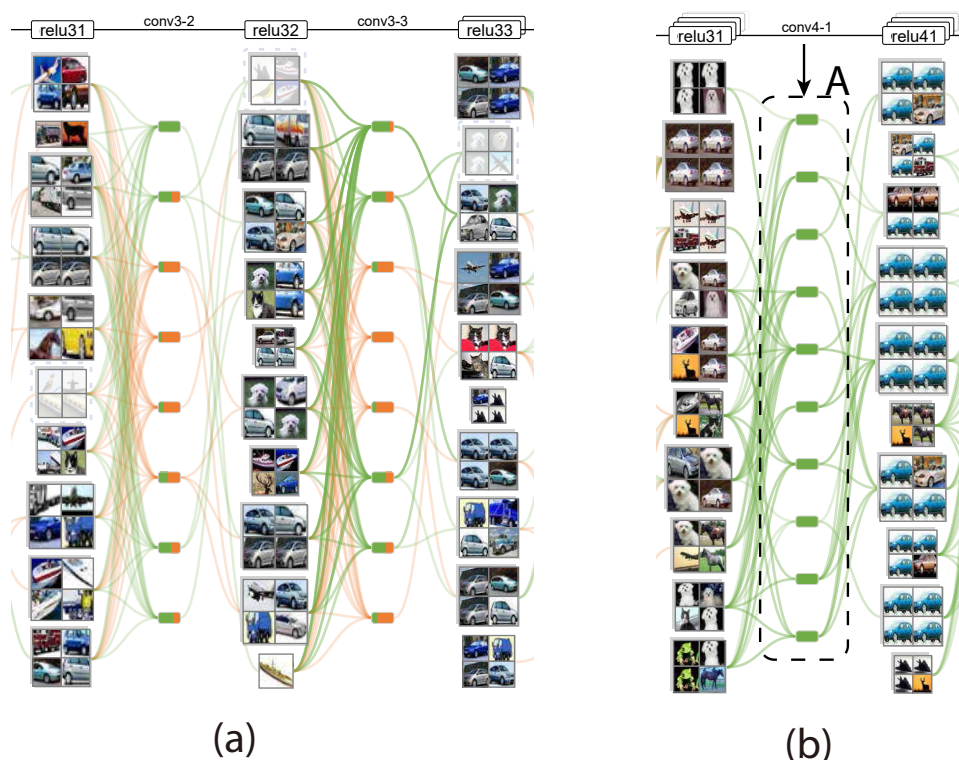 relu31 conv3-2 relu32 conv3-3 relu33
relu31 conv4-1 relu41
A
(a)
(b)